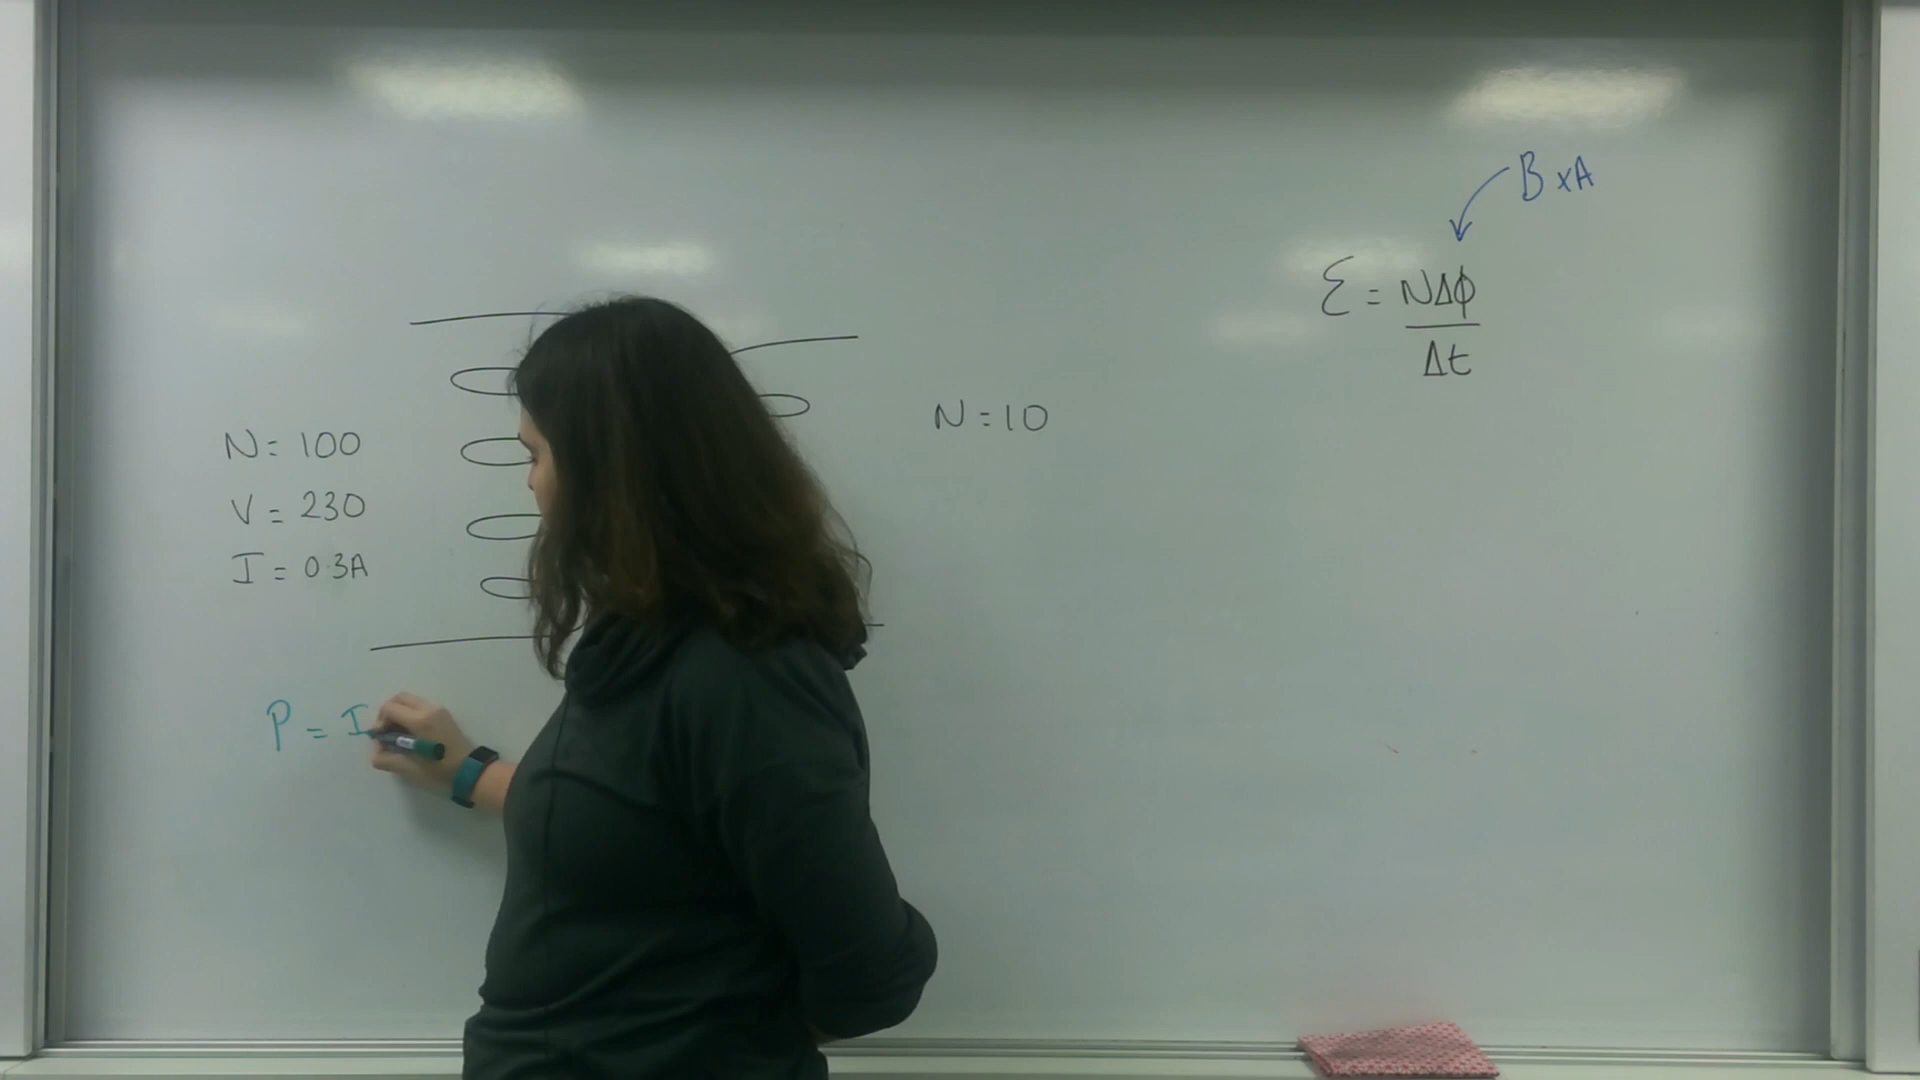 B x A
Ɛ = NΔϕ
Δt
N = 10
N = 100
V = 230
I = 0.3A
P = I